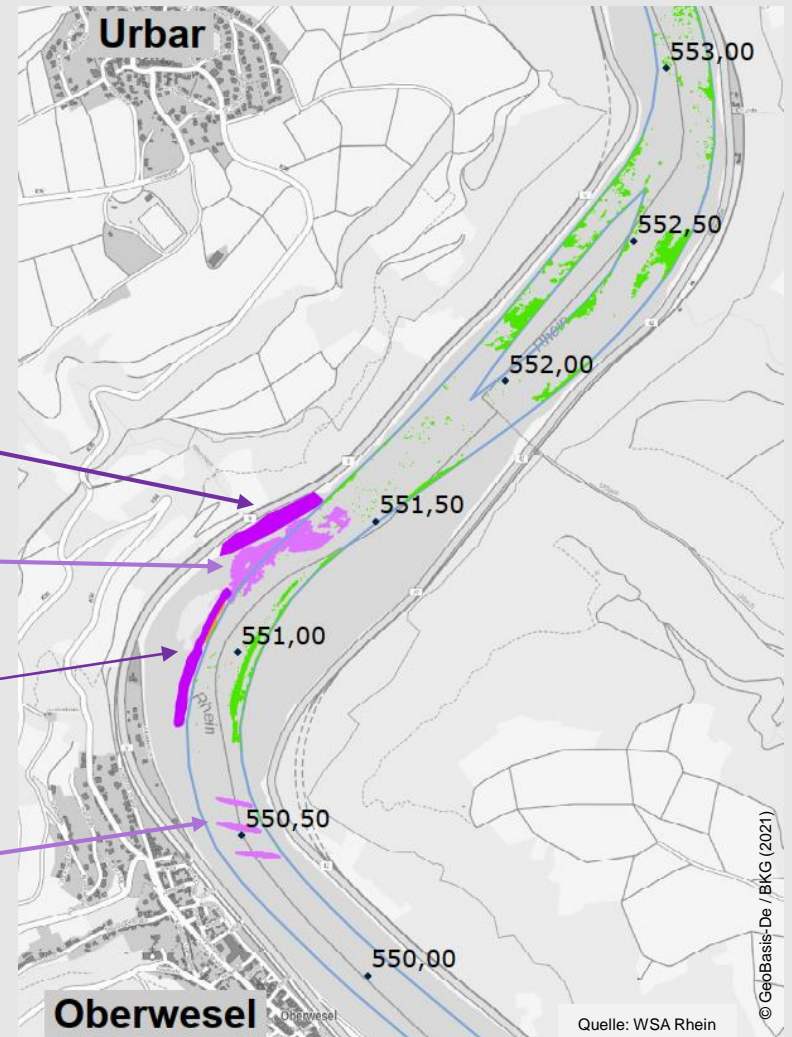 Urbar
553,00
552,50
Rhein
552,00
551,50
551,00
Rhein
550,50
550,00
Oberwesel
Oberwesel
Quelle: WSA Rhein
© GeoBasis-De / BKG (2021)